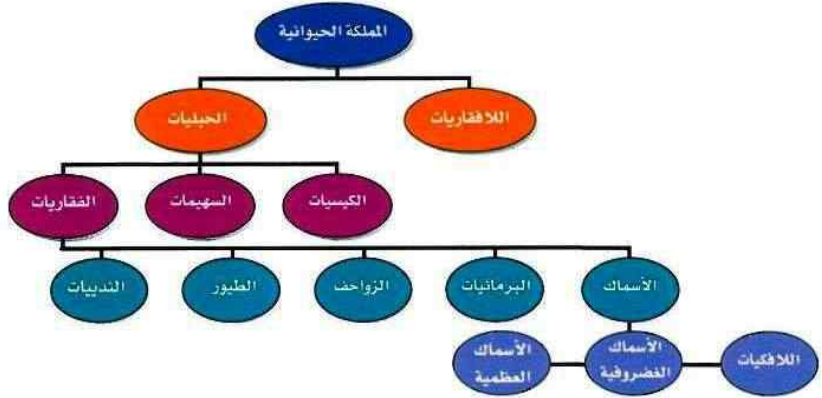 المملكة الحيوانية
اللافقاريات
الحبليات
الكيسيات
السهيمات
الفقاريات
الأسماك
البرمائيات
الزواحف
الطيور
الثدييات
اللافكيات
الأسماك
الغضروفية
الأسماك
العظمية